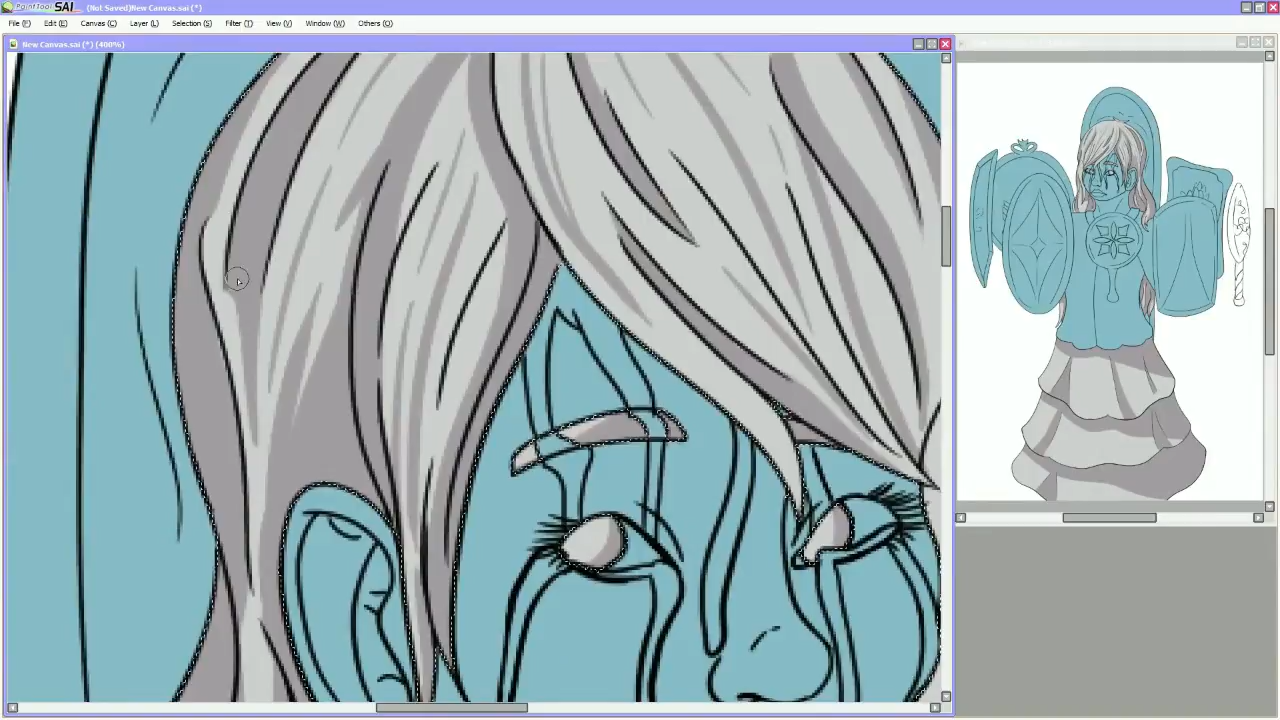 PaintTool SAI (Not Saved)New Canvas.sai (*)
File (F) Edit (E) Canvas (C) Layer (L) Selection (S) Filter (T) View (V) Window (W) Others (O)
New Canvas.sai (*) (400%)